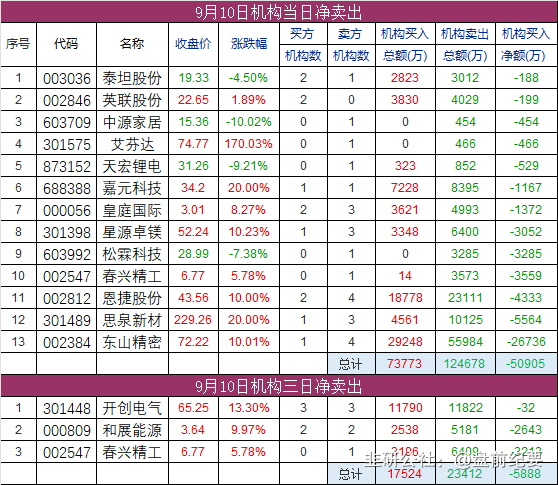 9月10日机构当日净卖出
序号 代码 名称 收盘价 涨跌幅 买方机构数 卖方机构数 机构买入总额(万) 机构卖出总额(万) 机构买入净额(万)
1 003036 泰坦股份 19.33 -4.50% 2 1 2823 3012 -188
2 002846 英联股份 22.65 1.89% 2 0 3830 4029 -199
3 603709 中源家居 15.36 -10.02% 0 1 0 454 -454
4 301575 艾芬达 74.77 170.03% 0 1 0 466 -466
5 873152 天宏锂电 31.26 -9.21% 0 1 323 852 -529
6 688388 嘉元科技 34.2 20.00% 1 1 7228 8395 -1167
7 000056 皇庭国际 3.01 8.27% 2 3 3621 4993 -1372
8 301398 星源卓镁 52.24 10.23% 1 3 3348 6400 -3052
9 603992 松霖科技 28.99 -7.38% 0 1 0 3285 -3285
10 002547 春兴精工 6.77 5.78% 0 1 14 3573 -3559
11 002812 恩捷股份 43.56 10.00% 2 4 18778 23111 -4333
12 301489 思泉新材 229.26 20.00% 1 3 4561 10125 -5564
13 002384 东山精密 72.22 10.01% 1 4 29248 55984 -26736
总计 73773 124678 -50905
9月10日机构三日净卖出
1 301448 开创电气 65.25 13.30% 3 3 11790 11822 -32
2 000809 和展能源 3.64 9.97% 2 2 2538 5181 -2643
3 002547 春兴精工 6.77 5.78% 0 1 3196 6409 -3213
总计 17524 23412 -5888
韭研公社：@盘前纪要